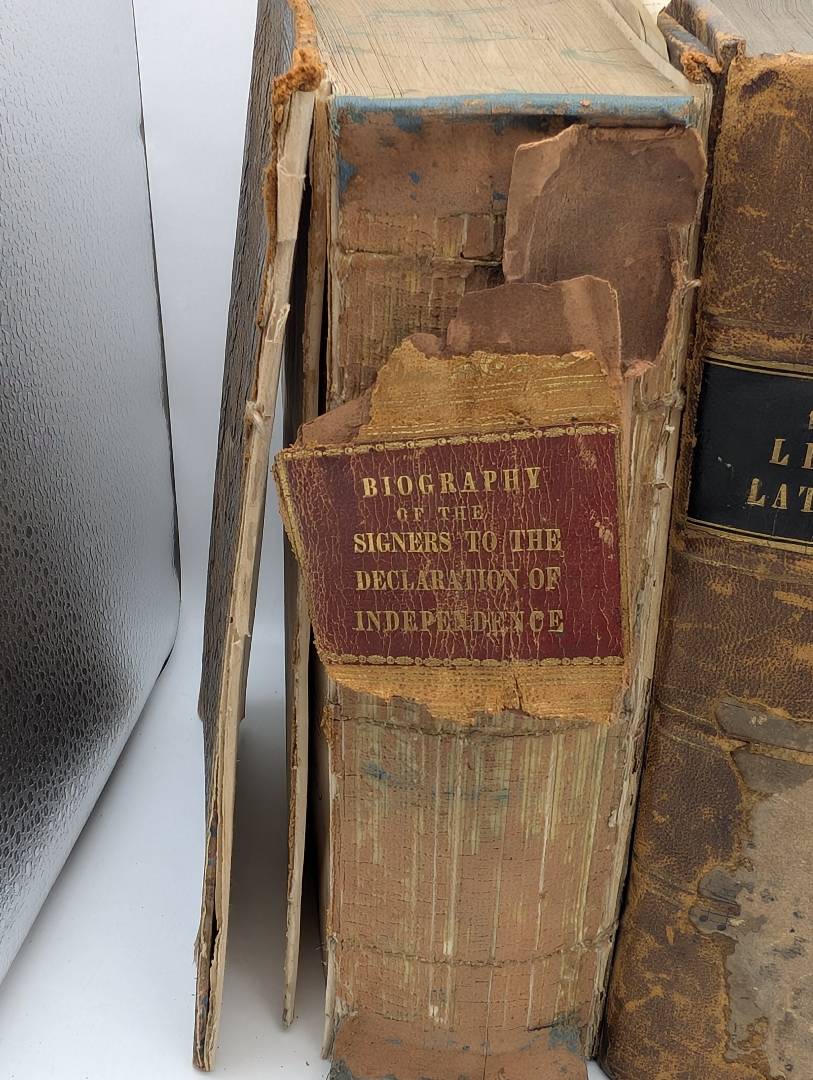 BIOGRAPHY
OF THE
SIGNERS TO THE
DECLARATION OF
INDEPENDENCE